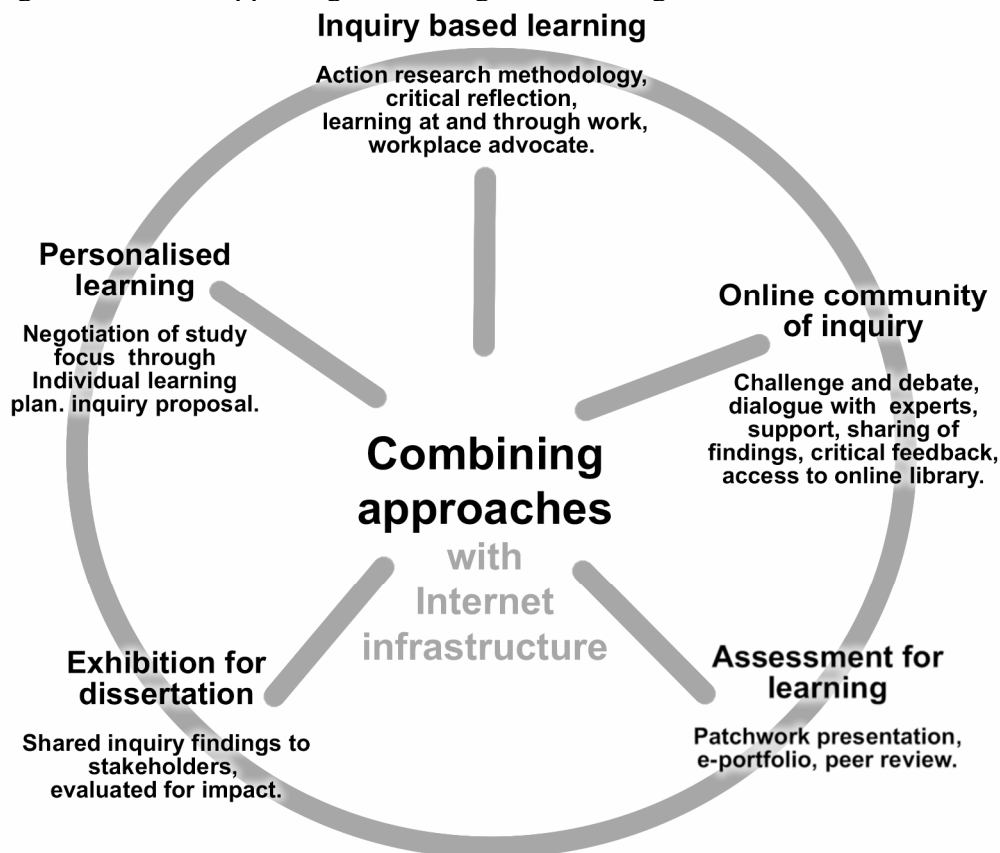 Inquiry based learning
Action research methodology,
critical reflection,
learning at and through work,
workplace advocate.
Personalised
learning
Negotiation of study
focus through
Individual learning
plan. inquiry proposal.
Online community
of inquiry
Challenge and debate,
dialogue with experts,
support, sharing of
findings, critical feedback,
access to online library.
Combining
approaches
with
Internet
infrastructure
Exhibition for
dissertation
Shared inquiry findings to
stakeholders,
evaluated for impact.
Assessment for
learning
Patchwork presentation,
e-portfolio, peer review.